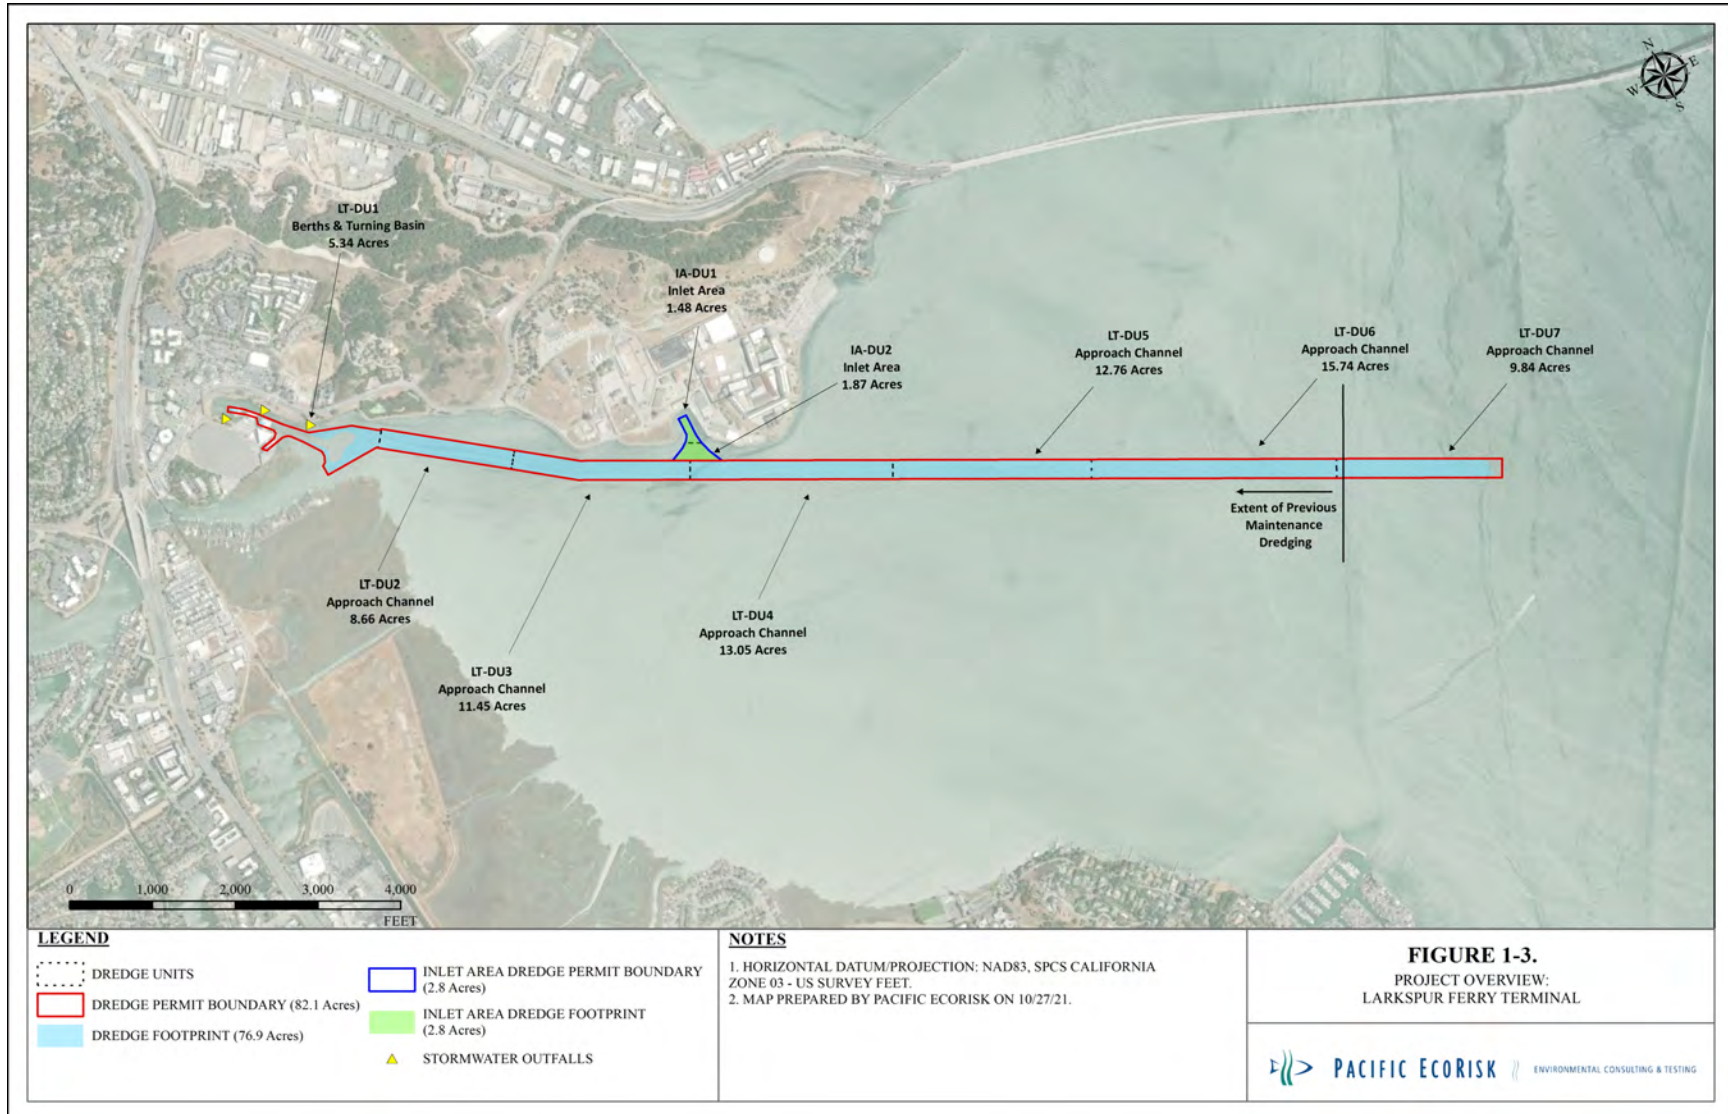 N
E
W
S
LT-DU1
Berths & Turning Basin
5.34 Acres
IA-DU1
Inlet Area
1.48 Acres
IA-DU2
Inlet Area
1.87 Acres
LT-DU5
Approach Channel
12.76 Acres
LT-DU6
Approach Channel
15.74 Acres
LT-DU7
Approach Channel
9.84 Acres
Extent of Previous
Maintenance
Dredging
LT-DU2
Approach Channel
8.66 Acres
LT-DU4
Approach Channel
13.05 Acres
LT-DU3
Approach Channel
11.45 Acres
0 1,000 2,000 3,000 4,000
FEET
LEGEND
DREDGE UNITS
DREDGE PERMIT BOUNDARY (82.1 Acres)
DREDGE FOOTPRINT (76.9 Acres)
INLET AREA DREDGE PERMIT BOUNDARY
(2.8 Acres)
INLET AREA DREDGE FOOTPRINT
(2.8 Acres)
STORMWATER OUTFALLS
NOTES
1. HORIZONTAL DATUM/PROJECTION: NAD83, SPCS CALIFORNIA
ZONE 03 - US SURVEY FEET.
2. MAP PREPARED BY PACIFIC ECORISK ON 10/27/21.
FIGURE 1-3.
PROJECT OVERVIEW:
LARKSPUR FERRY TERMINAL
PACIFIC ECORISK ENVIRONMENTAL CONSULTING & TESTING